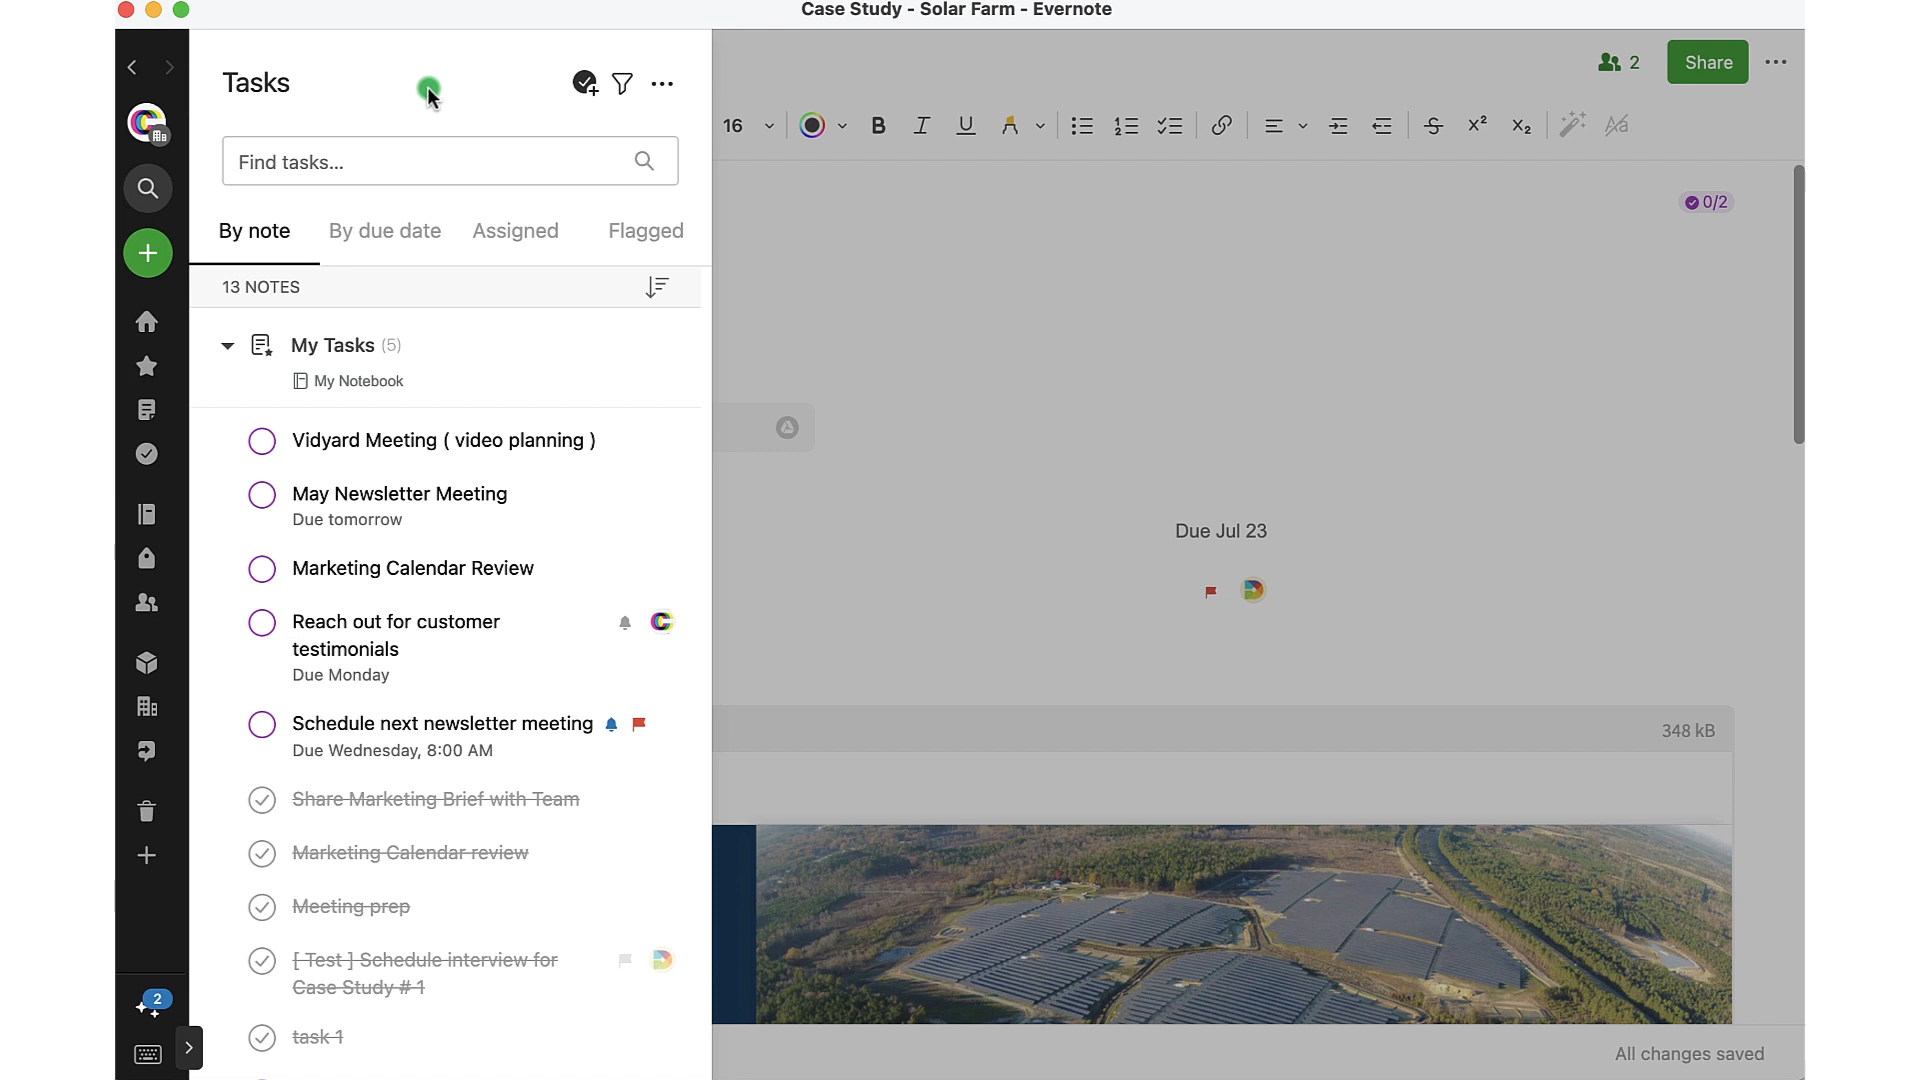 Case Study - Solar Farm - Evernote
Tasks
2
Share
16
Find tasks...
0/2
By note By due date Assigned Flagged
13 NOTES
My Tasks (5)
My Notebook
Vidyard Meeting ( video planning )
May Newsletter Meeting
Due tomorrow
Due Jul 23
Marketing Calendar Review
Reach out for customer
testimonials
Due Monday
Schedule next newsletter meeting
Due Wednesday, 8:00 AM
348 kB
Share Marketing Brief with Team
Marketing Calendar review
Meeting prep
[ Test ] Schedule interview for
Case Study # 1
2
task 1
All changes saved